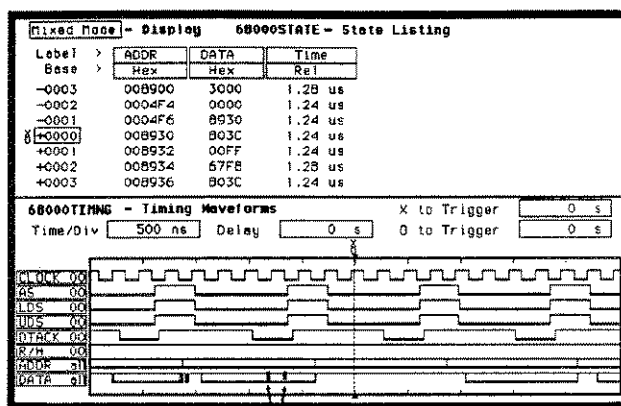 Mixed Mode - Display 68000STATE - State Listing
Label > ADDR DATA Time
Base > Hex Hex Rel
-0003 008900 3000 1.28 us
-0002 0004F4 0000 1.24 us
-0001 0004F6 8930 1.24 us
+0000 008930 B03C 1.24 us
+0001 008932 00FF 1.24 us
+0002 008934 67F8 1.28 us
+0003 008936 B03C 1.24 us
68000TIMNG - Timing Waveforms X to Trigger 0 s
Time/Div 500 ns Delay 0 s O to Trigger 0 s
CLOCK 00
AS 00
LDS 00
UDS 00
DTACK 00
R/W 00
ADDR all
DATA all